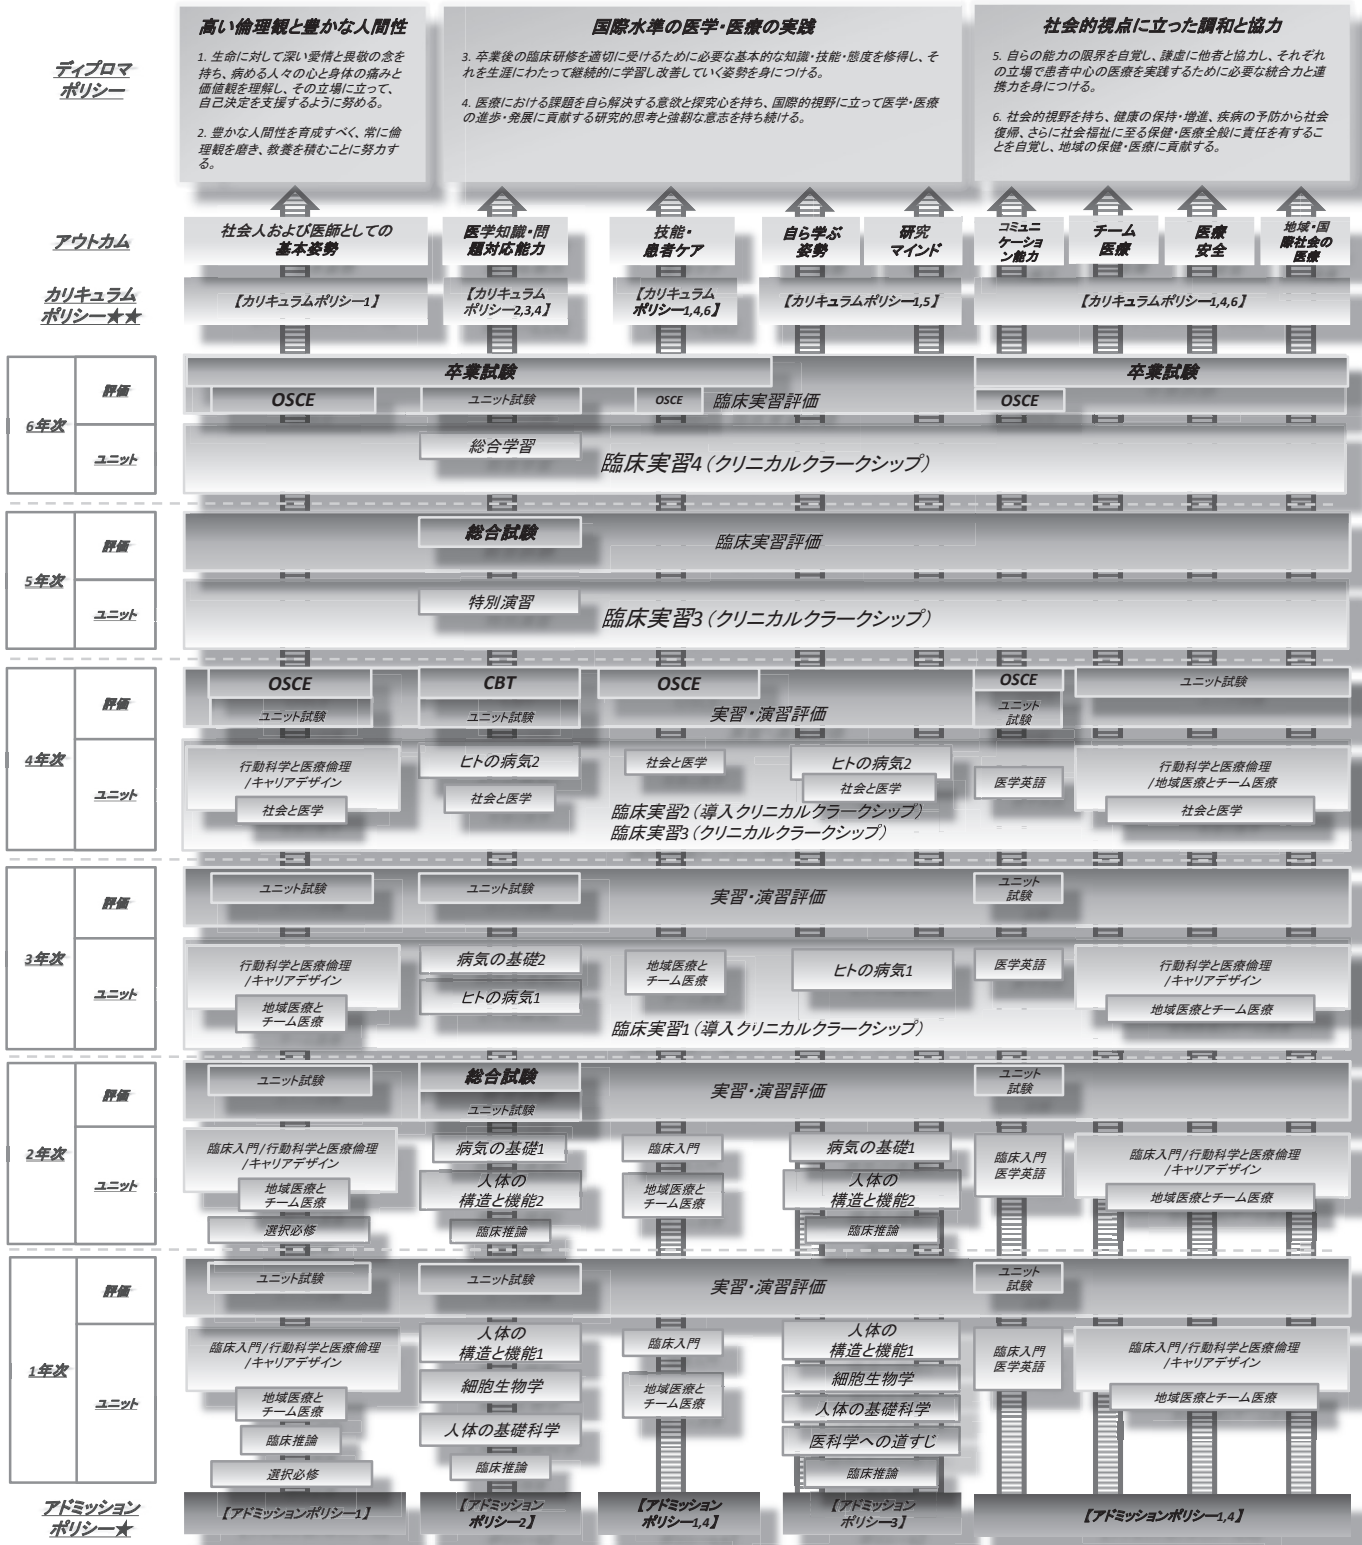 ディプロマ
ポリシー
高い倫理観と豊かな人間性
1. 生命に対して深い愛情と畏敬の念を
持ち、病める人々の心と身体の痛みと
価値観を理解し、その立場に立って、
自己決定を支援するように努める。
2. 豊かな人間性を育成すべく、常に倫
理観を磨き、教養を積むことに努力す
る。
国際水準の医学・医療の実践
3. 卒業後の臨床研修を適切に受けるために必要な基本的な知識・技能・態度を修得し、そ
れを生涯にわたって継続的に学習し改善していく姿勢を身につける。
4. 医療における課題を自ら解決する意欲と探究心を持ち、国際的視野に立って医学・医療
の進歩・発展に貢献する研究的思考と強靭な意志を持ち続ける。
社会的視点に立った調和と協力
5. 自らの能力の限界を自覚し、謙虚に他者と協力し、それぞれ
の立場で患者中心の医療を実践するために必要な統合力と連
携力を身につける。
6. 社会的視野を持ち、健康の保持・増進、疾病の予防から社会
復帰、さらに社会福祉に至る保健・医療全般に責任を有するこ
とを自覚し、地域の保健・医療に貢献する。
アウトカム
社会人および医師としての
基本姿勢
医学知識・問
題対応能力
技能・
患者ケア
自ら学ぶ
姿勢
研究
マインド
コミュニ
ケーショ
ン能力
チーム
医療
医療
安全
地域・国
際社会の
医療
カリキュラム
ポリシー★★
【カリキュラムポリシー1】
【カリキュラム
ポリシー2,3,4】
【カリキュラム
ポリシー1,4,6】
【カリキュラムポリシー1,5】
【カリキュラムポリシー1,4,6】
6年次
評価
卒業試験
卒業試験
OSCE
ユニット試験
OSCE
臨床実習評価
OSCE
ユニット
総合学習
臨床実習4（クリニカルクラークシップ）
5年次
評価
総合試験
臨床実習評価
ユニット
特別演習
臨床実習3（クリニカルクラークシップ）
4年次
評価
OSCE
CBT
OSCE
OSCE
ユニット試験
ユニット試験
ユニット試験
実習・演習評価
ユニット
試験
ユニット
行動科学と医療倫理
/キャリアデザイン
社会と医学
ヒトの病気2
社会と医学
社会と医学
ヒトの病気2
社会と医学
医学英語
行動科学と医療倫理
/地域医療とチーム医療
社会と医学
臨床実習2（導入クリニカルクラークシップ）
臨床実習3（クリニカルクラークシップ）
3年次
評価
ユニット試験
ユニット試験
実習・演習評価
ユニット
試験
ユニット
行動科学と医療倫理
/キャリアデザイン
地域医療と
チーム医療
病気の基礎2
ヒトの病気1
地域医療と
チーム医療
ヒトの病気1
医学英語
行動科学と医療倫理
/キャリアデザイン
地域医療とチーム医療
臨床実習1（導入クリニカルクラークシップ）
2年次
評価
ユニット試験
総合試験
ユニット試験
実習・演習評価
ユニット
試験
ユニット
臨床入門/行動科学と医療倫理
/キャリアデザイン
地域医療と
チーム医療
選択必修
病気の基礎1
人体の
構造と機能2
臨床推論
臨床入門
地域医療と
チーム医療
病気の基礎1
人体の
構造と機能2
臨床推論
臨床入門
医学英語
臨床入門/行動科学と医療倫理
/キャリアデザイン
地域医療とチーム医療
1年次
評価
ユニット試験
ユニット試験
実習・演習評価
ユニット
試験
ユニット
臨床入門/行動科学と医療倫理
/キャリアデザイン
地域医療と
チーム医療
臨床推論
選択必修
人体の
構造と機能1
細胞生物学
人体の基礎科学
臨床推論
臨床入門
地域医療と
チーム医療
人体の
構造と機能1
細胞生物学
人体の基礎科学
医科学への道すじ
臨床推論
臨床入門
医学英語
臨床入門/行動科学と医療倫理
/キャリアデザイン
地域医療とチーム医療
アドミッション
ポリシー★
【アドミッションポリシー1】
【アドミッション
ポリシー2】
【アドミッション
ポリシー1,4】
【アドミッション
ポリシー3】
【アドミッションポリシー1,4】